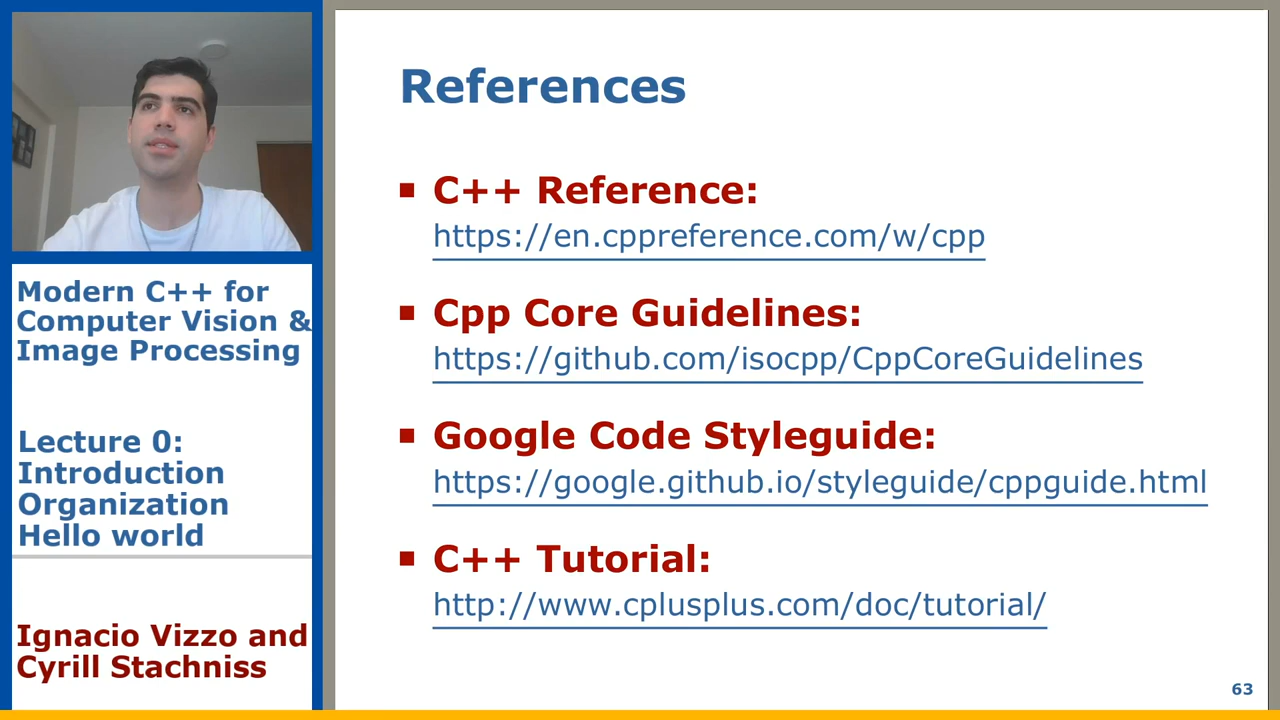 Modern C++ for
Computer Vision &
Image Processing
Lecture 0:
Introduction
Organization
Hello world
Ignacio Vizzo and
Cyrill Stachniss
References
C++ Reference:
https://en.cppreference.com/w/cpp
Cpp Core Guidelines:
https://github.com/isocpp/CppCoreGuidelines
Google Code Styleguide:
https://google.github.io/styleguide/cppguide.html
C++ Tutorial:
http://www.cplusplus.com/doc/tutorial/
63